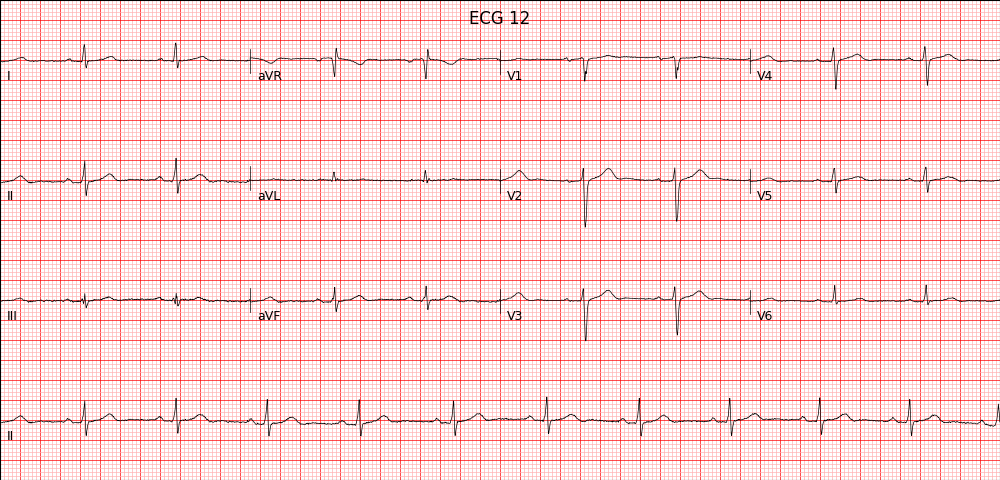 ECG 12
I aVR V1 V4
II aVL V2 V5
III aVF V3 V6
II